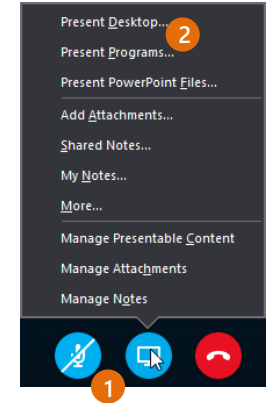 Present Desktop...
2
Present Programs...
Present PowerPoint Files...
Add Attachments...
Shared Notes...
My Notes...
More...
Manage Presentable Content
Manage Attachments
Manage Notes
1